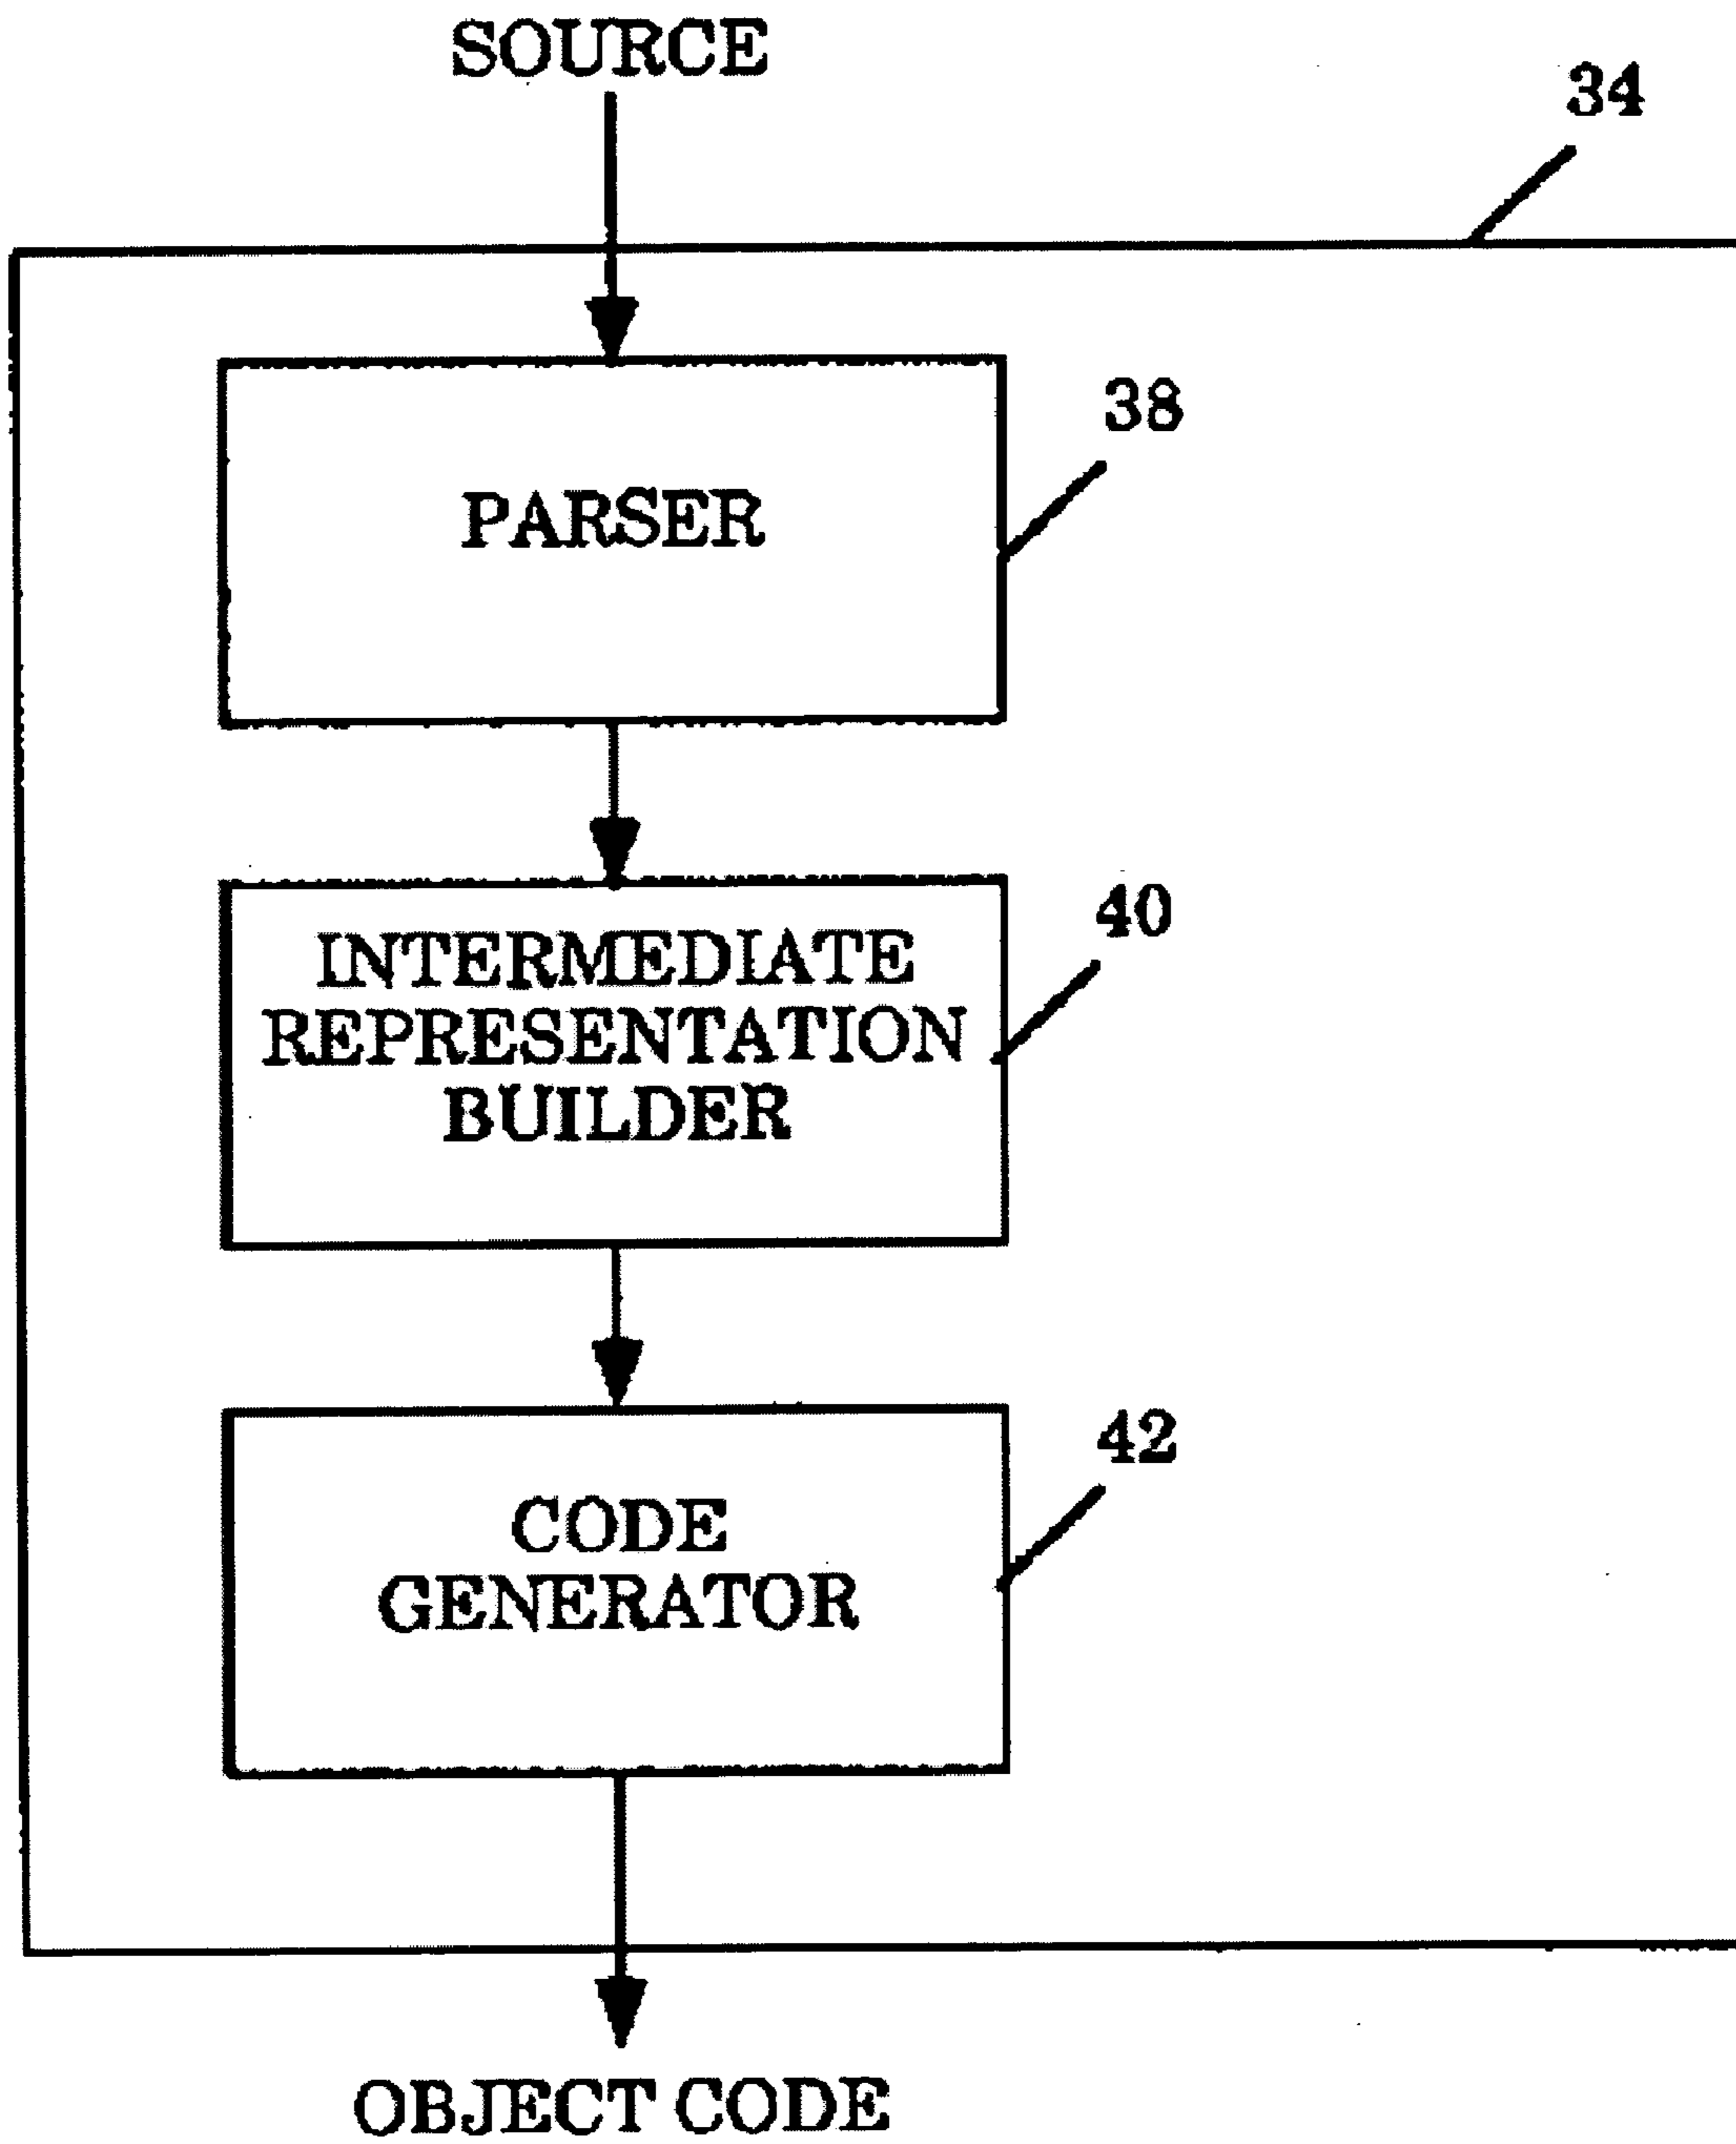 SOURCE
34
PARSER
38
INTERMEDIATE
REPRESENTATION
BUILDER
40
CODE
GENERATOR
42
OBJECT CODE